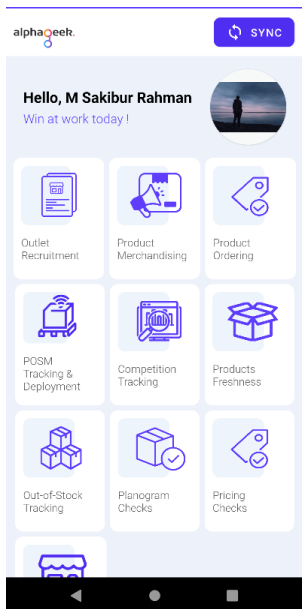 alphageek.
SYNC
Hello, M Sakibur Rahman
Win at work today !
Outlet
Recruitment
Product
Merchandising
Product
Ordering
POSM
Tracking &
Deployment
Competition
Tracking
Products
Freshness
Out-of-Stock
Tracking
Planogram
Checks
Pricing
Checks